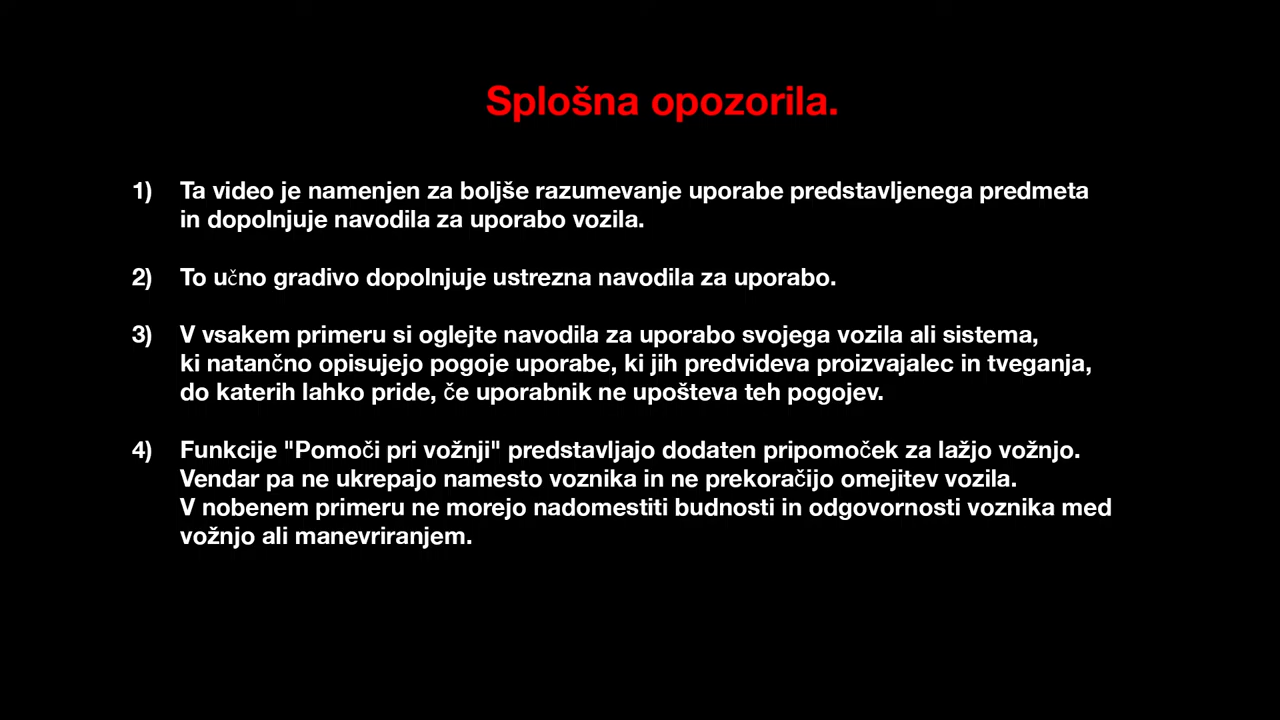 Splošna opozorila.
1) Ta video je namenjen za boljše razumevanje uporabe predstavljenega predmeta
in dopolnjuje navodila za uporabo vozila.
2) To učno gradivo dopolnjuje ustrezna navodila za uporabo.
3) V vsakem primeru si oglejte navodila za uporabo svojega vozila ali sistema,
ki natančno opisujejo pogoje uporabe, ki jih predvideva proizvajalec in tveganja,
do katerih lahko pride, če uporabnik ne upošteva teh pogojev.
4) Funkcije "Pomoči pri vožnji" predstavljajo dodaten pripomoček za lažjo vožnjo.
Vendar pa ne ukrepajo namesto voznika in ne prekoračijo omejitev vozila.
V nobenem primeru ne morejo nadomestiti budnosti in odgovornosti voznika med
vožnjo ali manevriranjem.